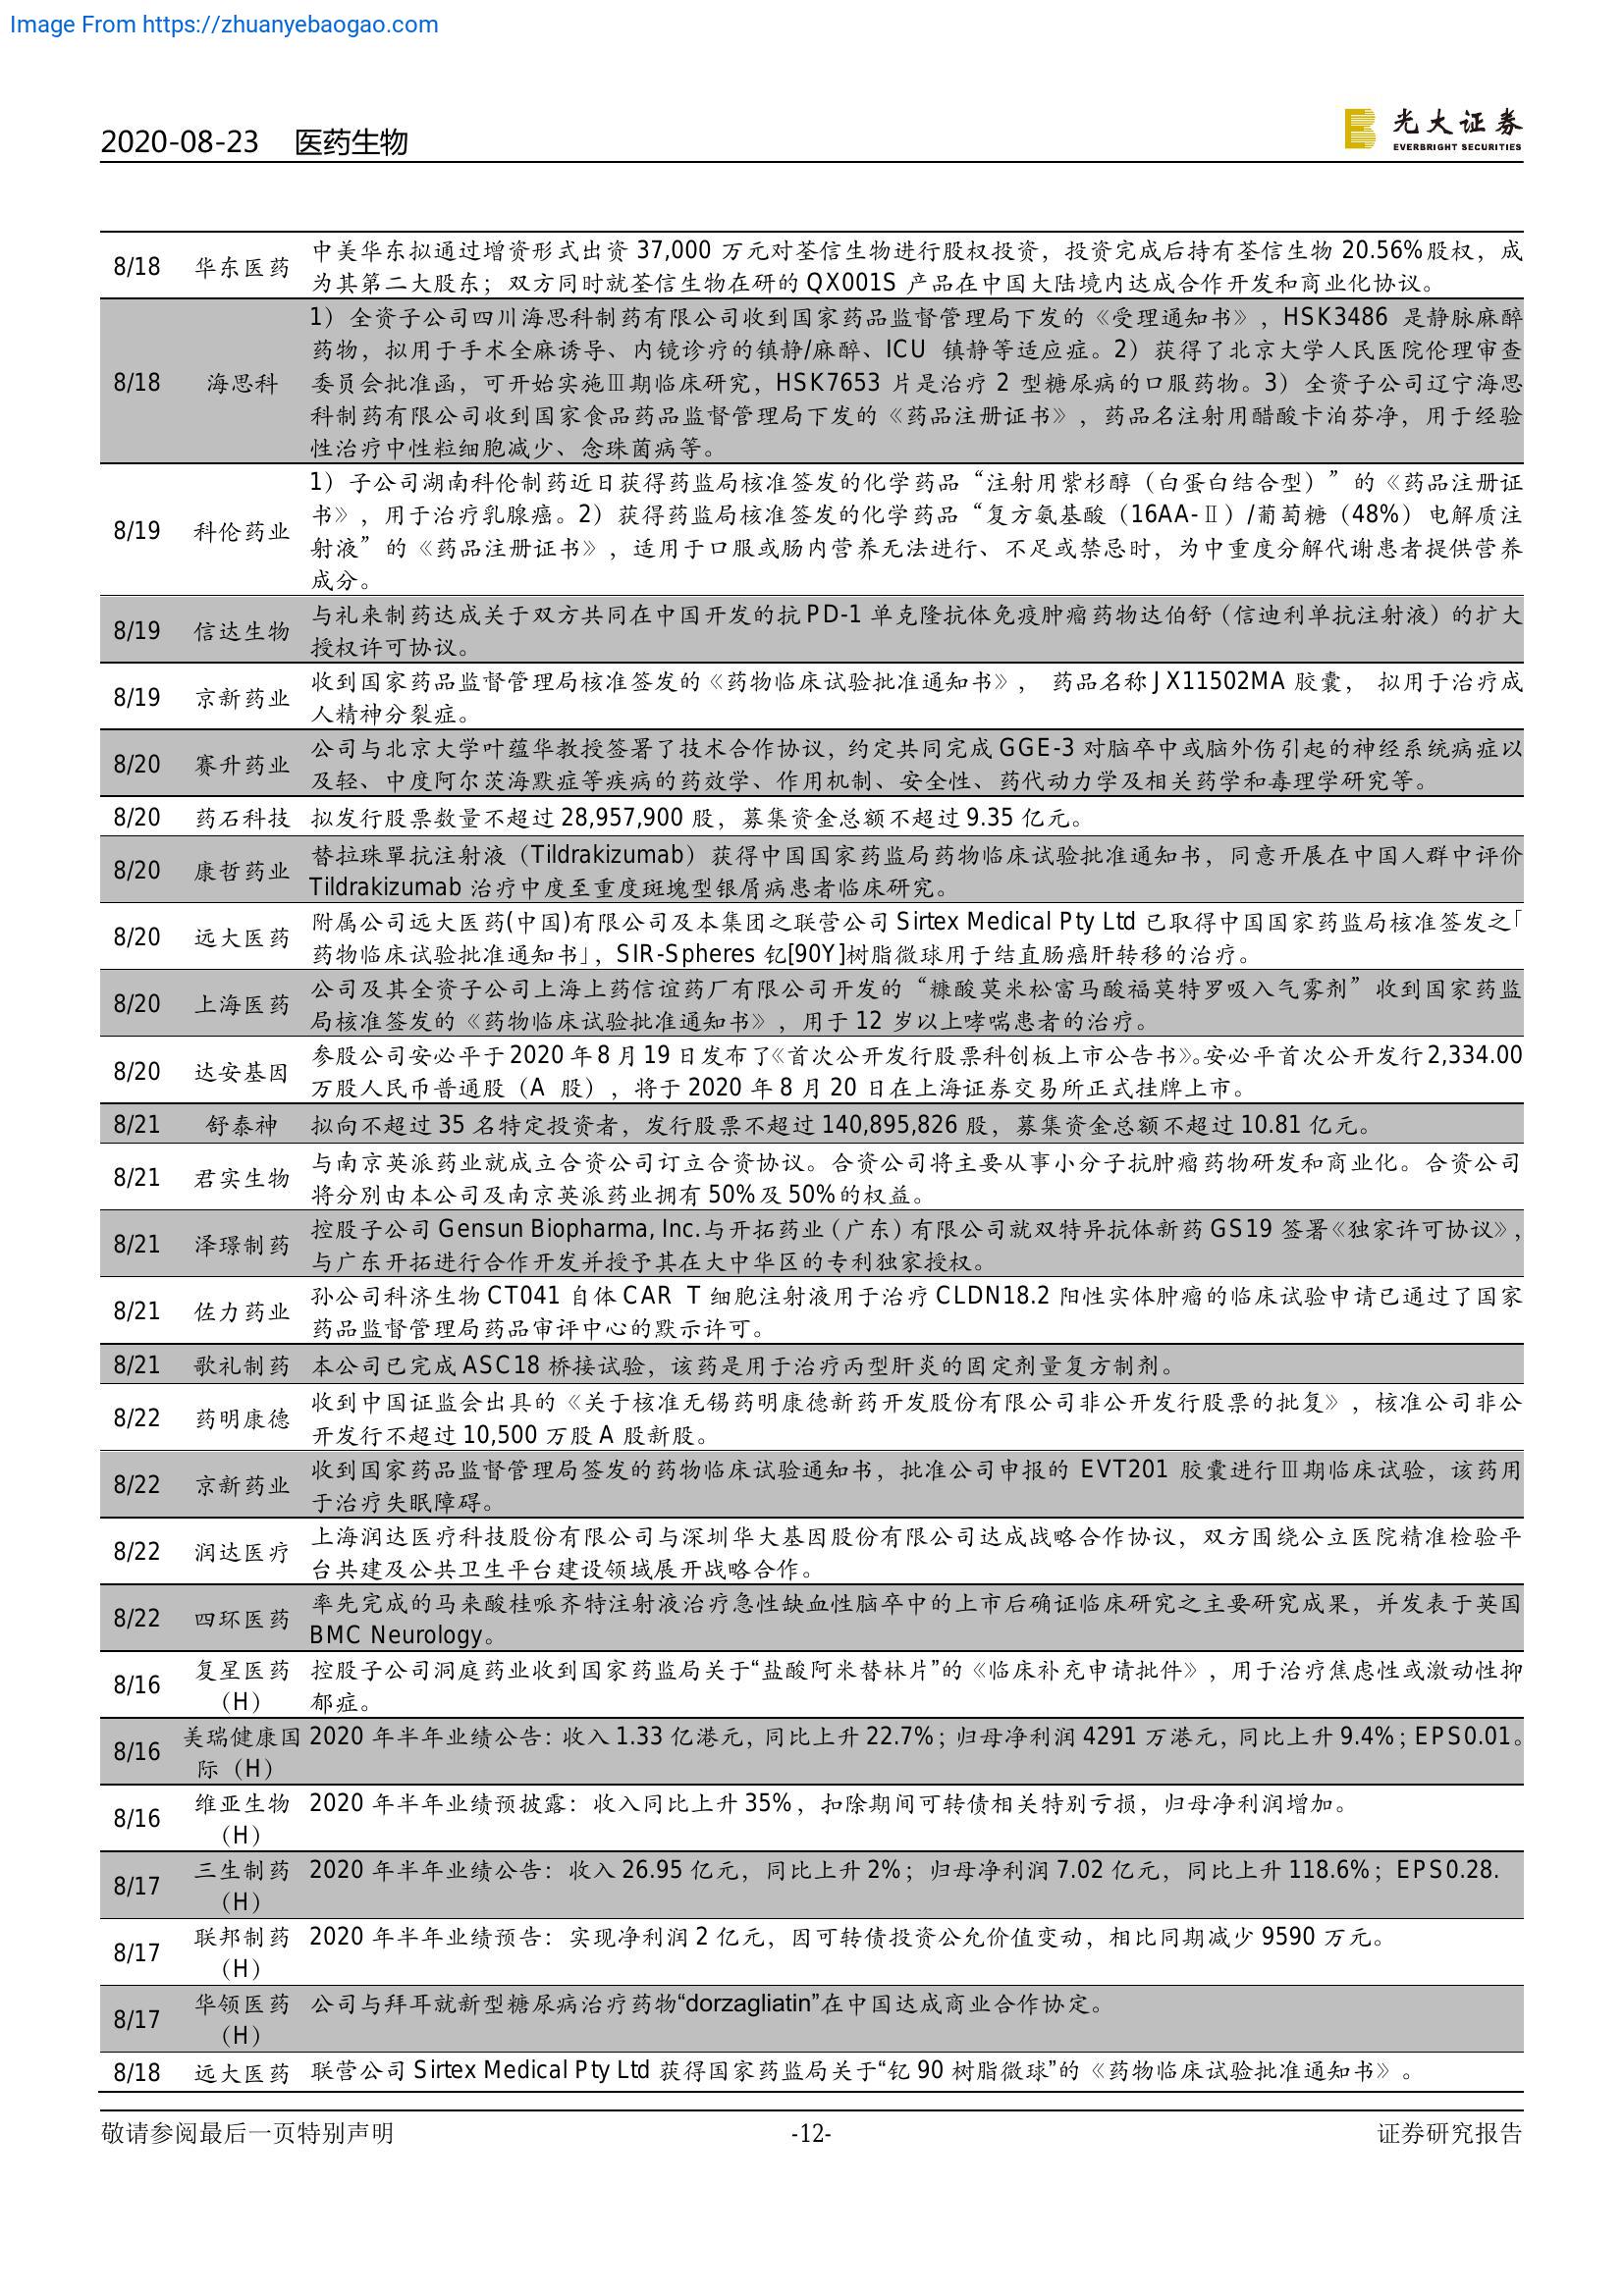 Image From https://zhuanyebaogao.com
2020-08-23 医药生物
光大证券
EVERBRIGHT SECURITIES
8/18 华东医药 中美华东拟通过增资形式出资 37,000 万元对荃信生物进行股权投资，投资完成后持有荃信生物 20.56%股权，成
为其第二大股东；双方同时就荃信生物在研的 QX001S 产品在中国大陆境内达成合作开发和商业化协议。
8/18 海思科 1）全资子公司四川海思科制药有限公司收到国家药品监督管理局下发的《受理通知书》，HSK3486 是静脉麻醉
药物，拟用于手术全麻诱导、内镜诊疗的镇静/麻醉、ICU 镇静等适应症。2）获得了北京大学人民医院伦理审查
委员会批准函，可开始实施Ⅲ期临床研究，HSK7653 片是治疗 2 型糖尿病的口服药物。3）全资子公司辽宁海思
科制药有限公司收到国家食品药品监督管理局下发的《药品注册证书》，药品名注射用醋酸卡泊芬净，用于经验
性治疗中性粒细胞减少、念珠菌病等。
8/19 科伦药业 1）子公司湖南科伦制药近日获得药监局核准签发的化学药品“注射用紫杉醇（白蛋白结合型）”的《药品注册证
书》，用于治疗乳腺癌。2）获得药监局核准签发的化学药品“复方氨基酸（16AA-Ⅱ）/葡萄糖（48%）电解质注
射液”的《药品注册证书》，适用于口服或肠内营养无法进行、不足或禁忌时，为中重度分解代谢患者提供营养
成分。
8/19 信达生物 与礼来制药达成关于双方共同在中国开发的抗 PD-1 单克隆抗体免疫肿瘤药物达伯舒（信迪利单抗注射液）的扩大
授权许可协议。
8/19 京新药业 收到国家药品监督管理局核准签发的《药物临床试验批准通知书》， 药品名称 JX11502MA 胶囊， 拟用于治疗成
人精神分裂症。
8/20 赛升药业 公司与北京大学叶蕴华教授签署了技术合作协议，约定共同完成 GGE-3 对脑卒中或脑外伤引起的神经系统病症以
及轻、中度阿尔茨海默症等疾病的药效学、作用机制、安全性、药代动力学及相关药学和毒理学研究等。
8/20 药石科技 拟发行股票数量不超过 28,957,900 股，募集资金总额不超过 9.35 亿元。
8/20 康哲药业 替拉珠單抗注射液（Tildrakizumab）获得中国国家药监局药物临床试验批准通知书，同意开展在中国人群中评价
Tildrakizumab 治疗中度至重度斑塊型银屑病患者临床研究。
8/20 远大医药 附属公司远大医药(中国)有限公司及本集团之联营公司 Sirtex Medical Pty Ltd 已取得中国国家药监局核准签发之「
药物临床试验批准通知书」，SIR-Spheres 钇[90Y]树脂微球用于结直肠癌肝转移的治疗。
8/20 上海医药 公司及其全资子公司上海上药信谊药厂有限公司开发的“糠酸莫米松富马酸福莫特罗吸入气雾剂”收到国家药监
局核准签发的《药物临床试验批准通知书》，用于 12 岁以上哮喘患者的治疗。
8/20 达安基因 参股公司安必平于 2020 年 8 月 19 日发布了《首次公开发行股票科创板上市公告书》。安必平首次公开发行 2,334.00
万股人民币普通股（A 股），将于 2020 年 8 月 20 日在上海证券交易所正式挂牌上市。
8/21 舒泰神 拟向不超过 35 名特定投资者，发行股票不超过 140,895,826 股，募集资金总额不超过 10.81 亿元。
8/21 君实生物 与南京英派药业就成立合资公司订立合资协议。合资公司将主要从事小分子抗肿瘤药物研发和商业化。合资公司
将分別由本公司及南京英派药业拥有 50%及 50%的权益。
8/21 泽璟制药 控股子公司 Gensun Biopharma, Inc.与开拓药业（广东）有限公司就双特异抗体新药 GS19 签署《独家许可协议》，
与广东开拓进行合作开发并授予其在大中华区的专利独家授权。
8/21 佐力药业 孙公司科济生物 CT041 自体 CAR T 细胞注射液用于治疗 CLDN18.2 阳性实体肿瘤的临床试验申请已通过了国家
药品监督管理局药品审评中心的默示许可。
8/21 歌礼制药 本公司已完成 ASC18 桥接试验，该药是用于治疗丙型肝炎的固定剂量复方制剂。
8/22 药明康德 收到中国证监会出具的《关于核准无锡药明康德新药开发股份有限公司非公开发行股票的批复》，核准公司非公
开发行不超过 10,500 万股 A 股新股。
8/22 京新药业 收到国家药品监督管理局签发的药物临床试验通知书，批准公司申报的 EVT201 胶囊进行Ⅲ期临床试验，该药用
于治疗失眠障碍。
8/22 润达医疗 上海润达医疗科技股份有限公司与深圳华大基因股份有限公司达成战略合作协议，双方围绕公立医院精准检验平
台共建及公共卫生平台建设领域展开战略合作。
8/22 四环医药 率先完成的马来酸桂哌齐特注射液治疗急性缺血性脑卒中的上市后确证临床研究之主要研究成果，并发表于英国
BMC Neurology。
8/16 复星医药 控股子公司洞庭药业收到国家药监局关于“盐酸阿米替林片”的《临床补充申请批件》，用于治疗焦虑性或激动性抑
（H） 郁症。
8/16 美瑞健康国 2020 年半年业绩公告：收入 1.33 亿港元，同比上升 22.7%；归母净利润 4291 万港元，同比上升 9.4%；EPS0.01。
际（H）
8/16 维亚生物 2020 年半年业绩预披露：收入同比上升 35%，扣除期间可转债相关特别亏损，归母净利润增加。
（H）
8/17 三生制药 2020 年半年业绩公告：收入 26.95 亿元，同比上升 2%；归母净利润 7.02 亿元，同比上升 118.6%；EPS0.28.
（H）
8/17 联邦制药 2020 年半年业绩预告：实现净利润 2 亿元，因可转债投资公允价值变动，相比同期减少 9590 万元。
（H）
8/17 华领医药 公司与拜耳就新型糖尿病治疗药物“dorzagliatin”在中国达成商业合作协定。
（H）
8/18 远大医药 联营公司 Sirtex Medical Pty Ltd 获得国家药监局关于“钇 90 树脂微球”的《药物临床试验批准通知书》。
敬请参阅最后一页特别声明 -12- 证券研究报告